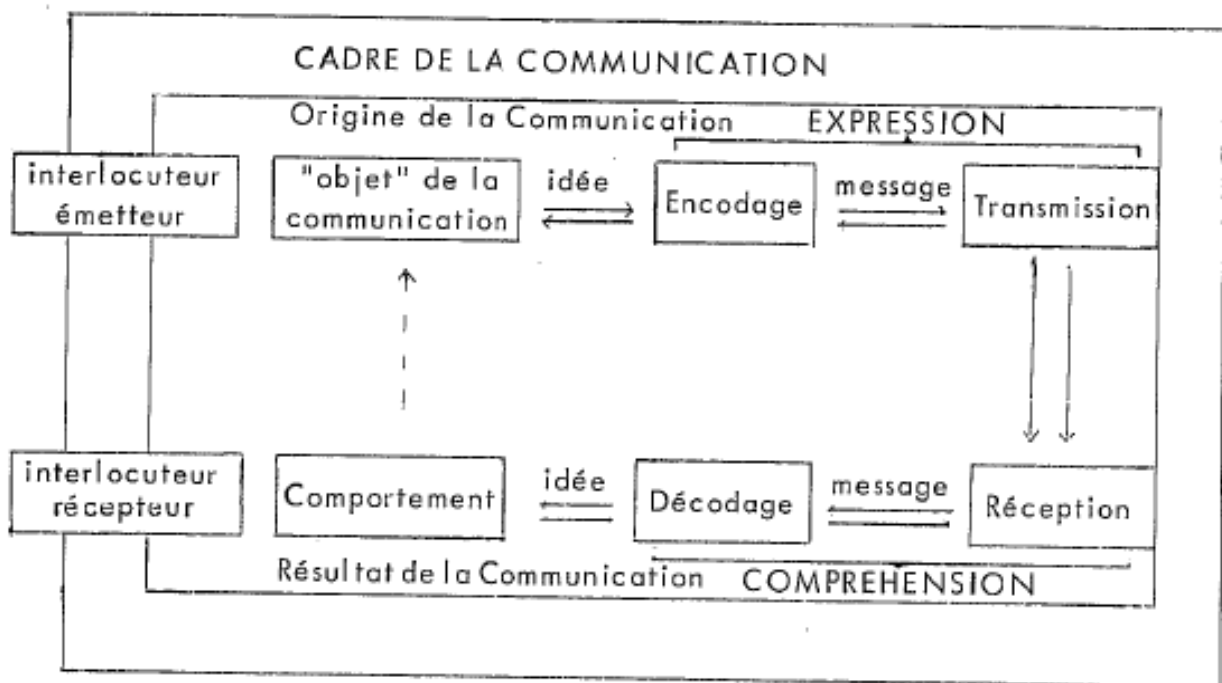 CADRE DE LA COMMUNICATION
Origine de la Communication EXPRESSION
interlocuteur
émetteur
"objet" de la
communication
idée
Encodage
message
Transmission
interlocuteur
récepteur
Comportement
idée
Décodage
message
Réception
Résultat de la Communication COMPREHENSION